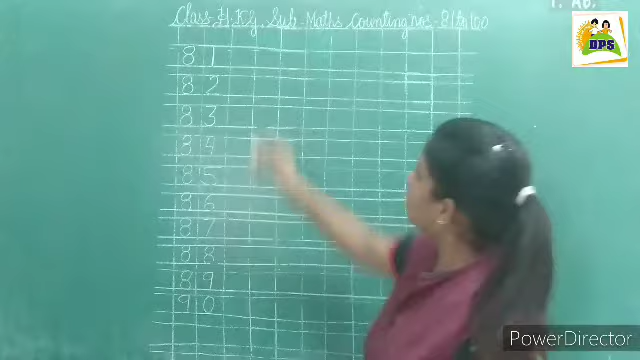 Class H.Kg. Sub-Maths Counting nos-81 to 100
T. AB.
DPS
81
82
83
84
85
86
87
88
89
90
PowerDirector